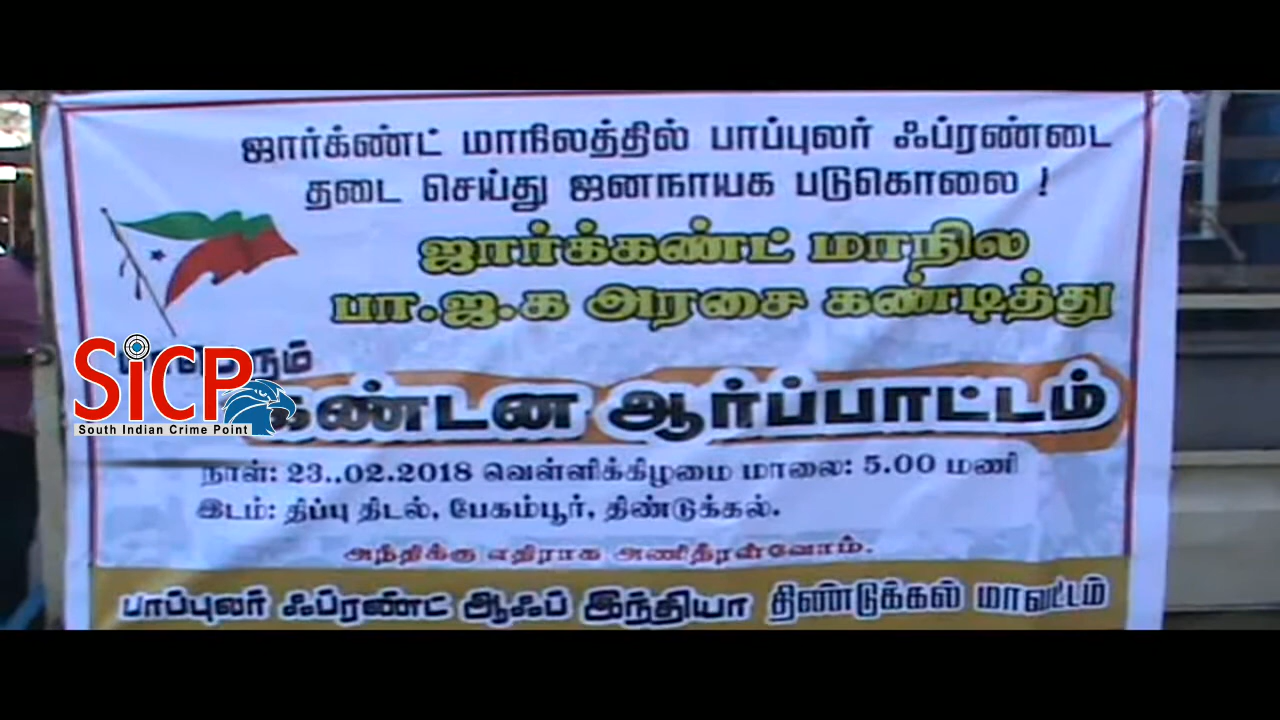 ஜார்க்ண்ட் மாநிலத்தில் பாப்புலர் ஃப்ரண்டை
தடை செய்து ஜனநாயக படுகொலை !
ஜார்க்கண்ட் மாநில
பா.ஜ.க அரசை கண்டித்து
கண்டன ஆர்ப்பாட்டம்
நாள்: 23..02.2018 வெள்ளிக்கிழமை மாலை: 5.00 மணி
இடம்: திப்பு திடல், பேகம்பூர், திண்டுக்கல்.
அநீதிக்கு எதிராக அணிதிரள்வோம்.
பாப்புலர் ஃப்ரண்ட் ஆஃப் இந்தியா திண்டுக்கல் மாவட்டம்
SiCP
South Indian Crime Point